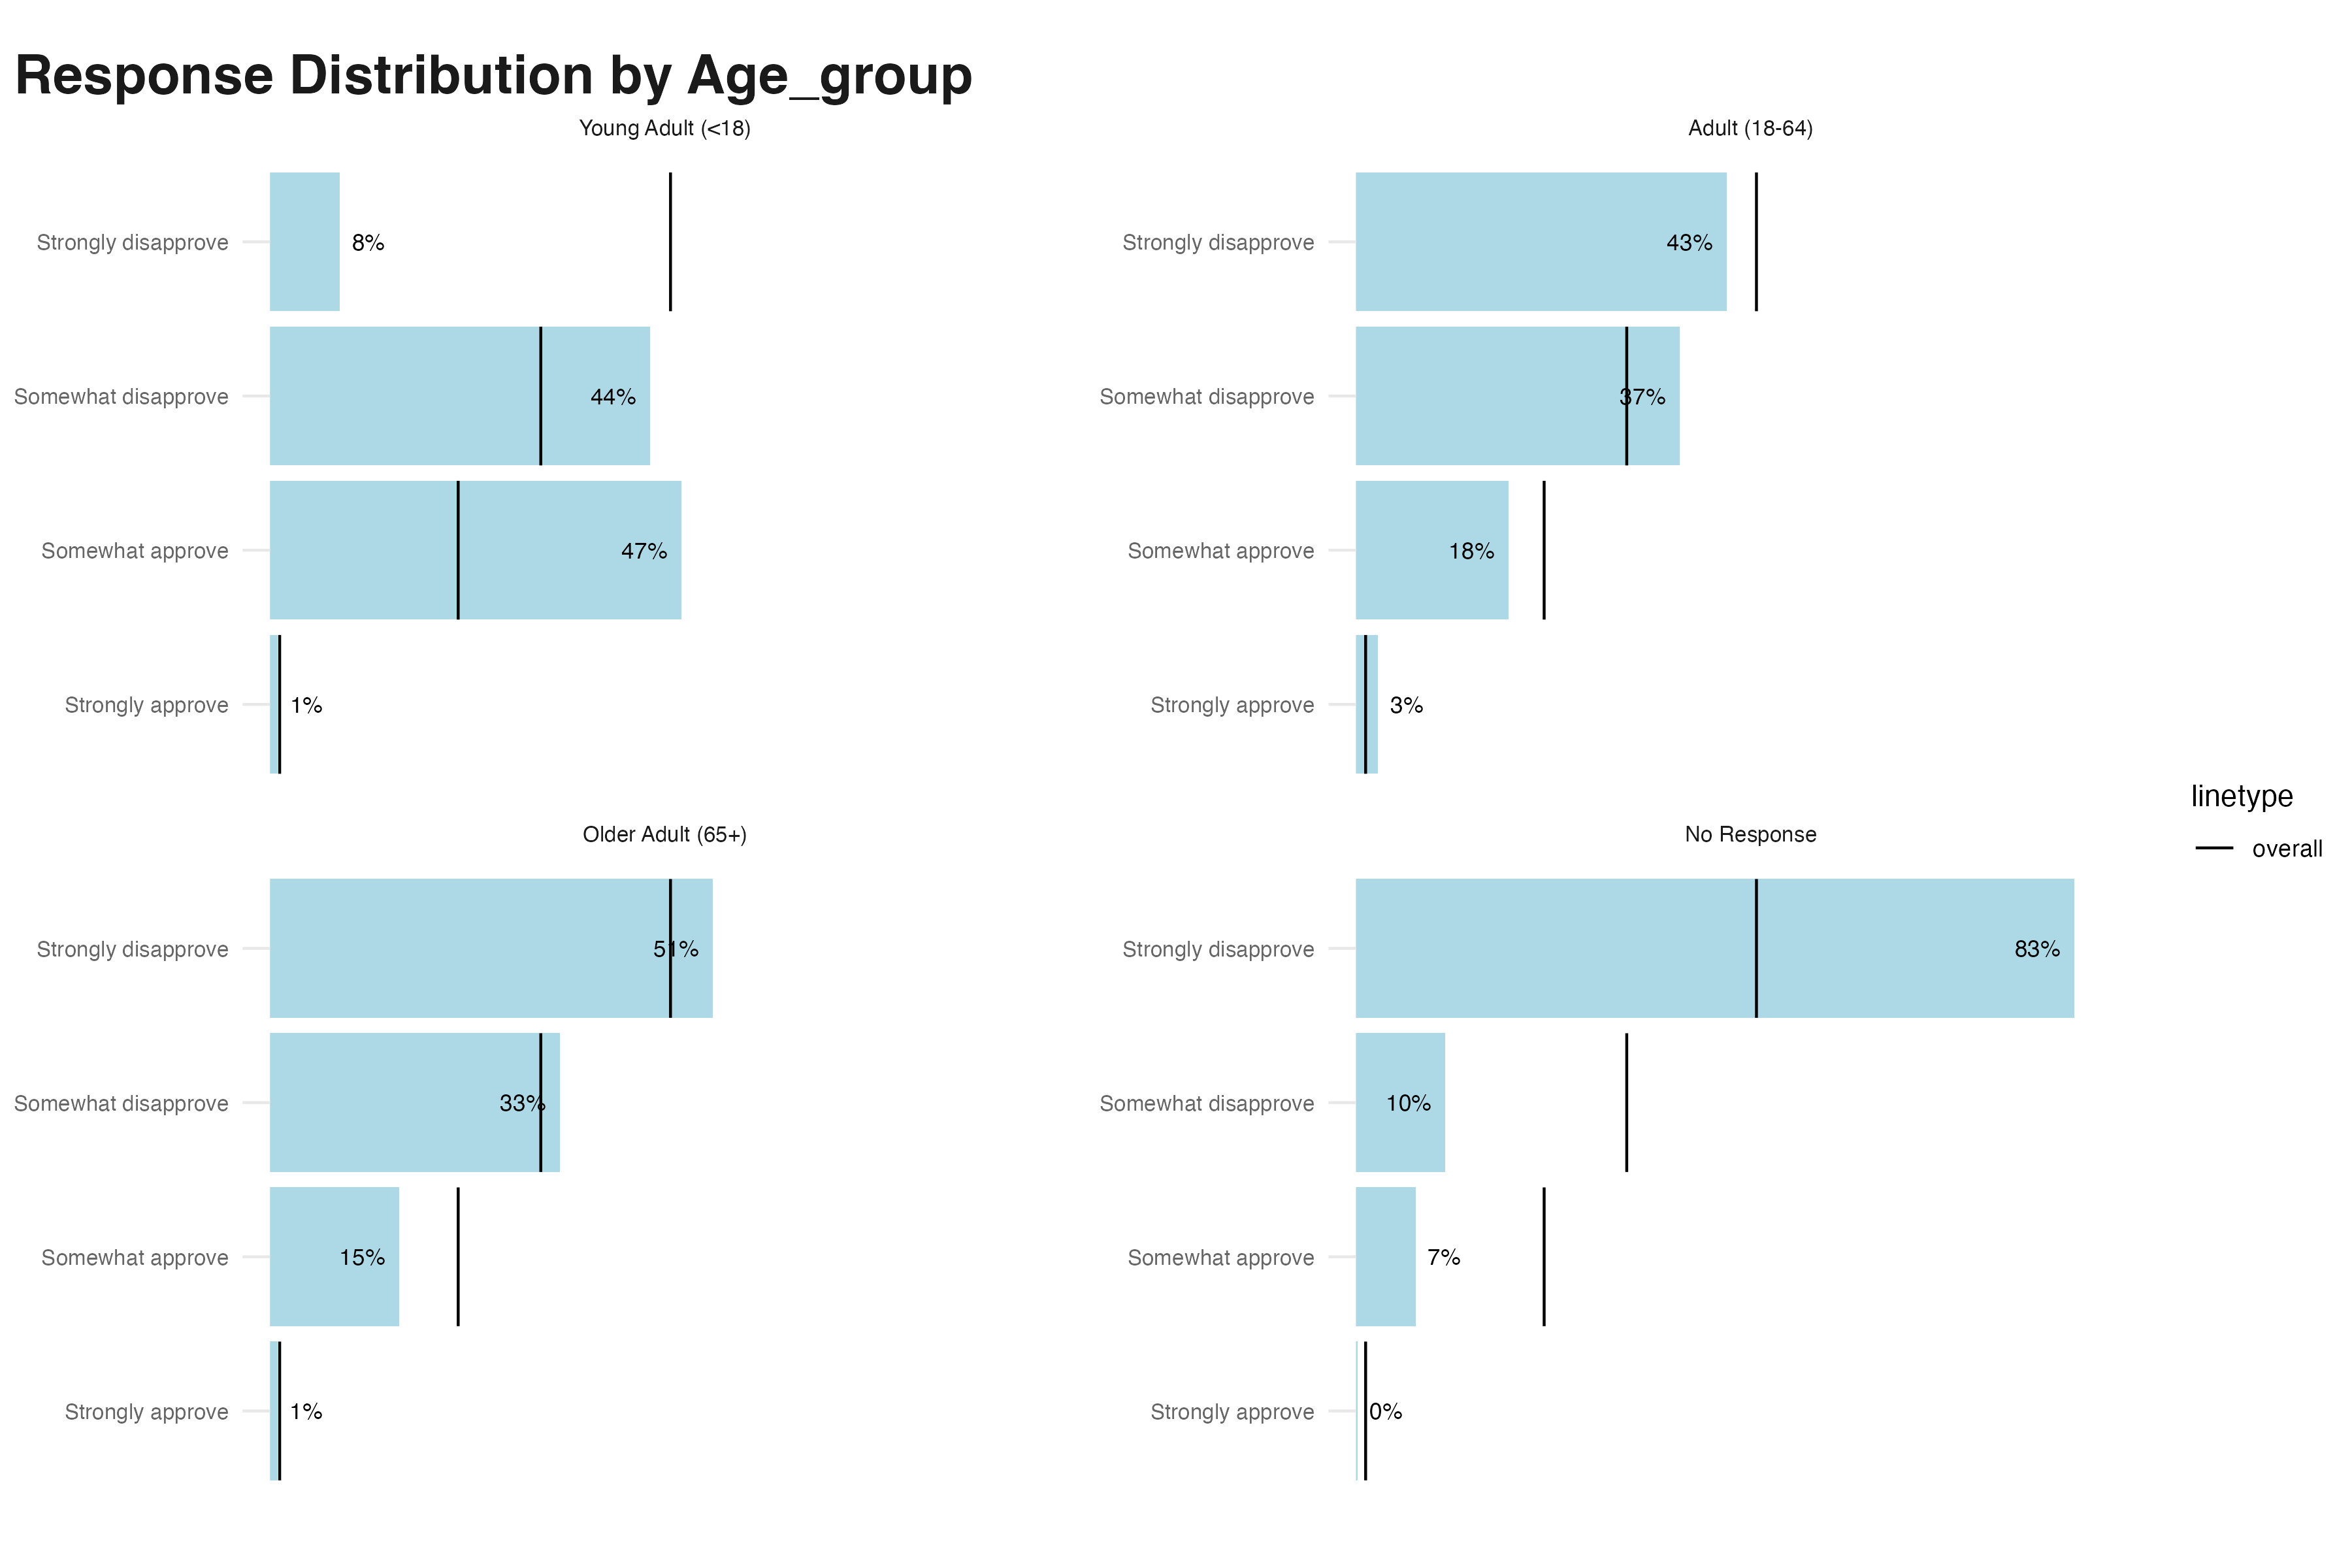 Response Distribution by Age_group
Young Adult (<18)
Strongly disapprove
8%
Somewhat disapprove
44%
Somewhat approve
47%
Strongly approve
1%
Adult (18-64)
Strongly disapprove
43%
Somewhat disapprove
37%
Somewhat approve
18%
Strongly approve
3%
Older Adult (65+)
Strongly disapprove
51%
Somewhat disapprove
33%
Somewhat approve
15%
Strongly approve
1%
No Response
Strongly disapprove
83%
Somewhat disapprove
10%
Somewhat approve
7%
Strongly approve
0%
linetype
overall